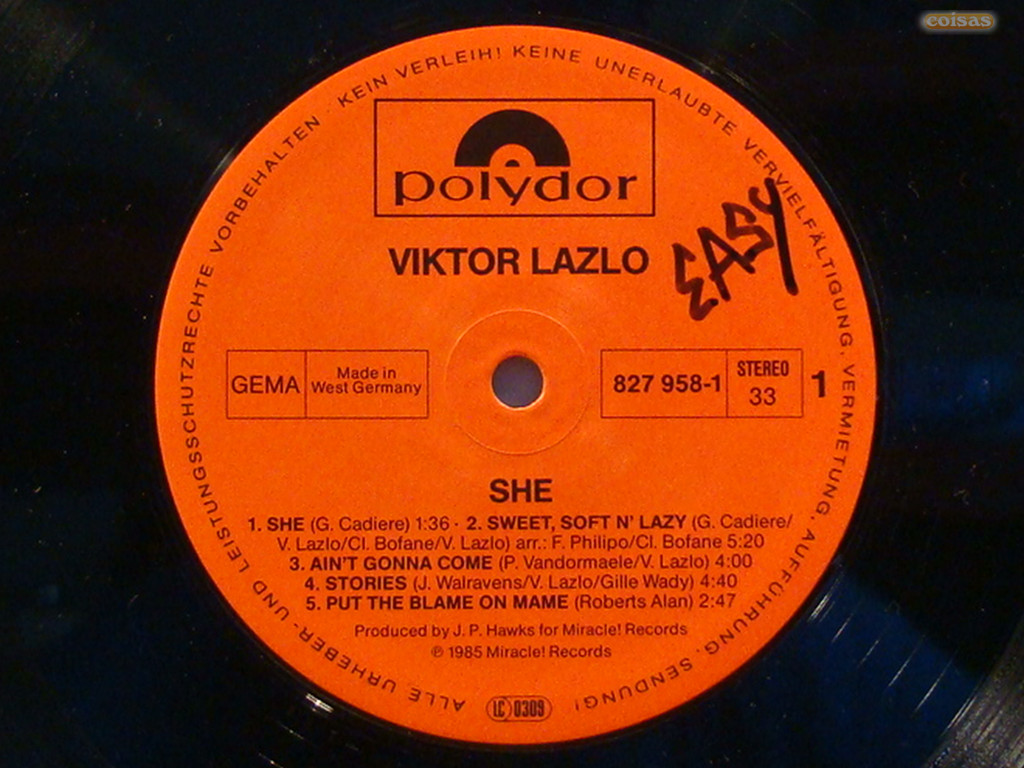 coisas
ALLE URHEBER- UND LEISTUNGSSCHUTZRECHTE VORBEHALTEN · KEIN VERLEIH! KEINE UNERLAUBTE VERVIELFÄLTIGUNG, VERMIETUNG, AUFFÜHRUNG, SENDUNG!
polydor
VIKTOR LAZLO
EASY
GEMA
Made in
West Germany
827 958-1
STEREO
33
1
SHE
1. SHE (G. Cadiere) 1:36 · 2. SWEET, SOFT N' LAZY (G. Cadiere/
V. Lazlo/Cl. Bofane/V. Lazlo) arr.: F. Philipo/Cl. Bofane 5:20
3. AIN'T GONNA COME (P. Vandormaele/V. Lazlo) 4:00
4. STORIES (J. Walravens/V. Lazlo/Gille Wady) 4:40
5. PUT THE BLAME ON MAME (Roberts Alan) 2:47
Produced by J. P. Hawks for Miracle! Records
℗ 1985 Miracle! Records
LC 0309